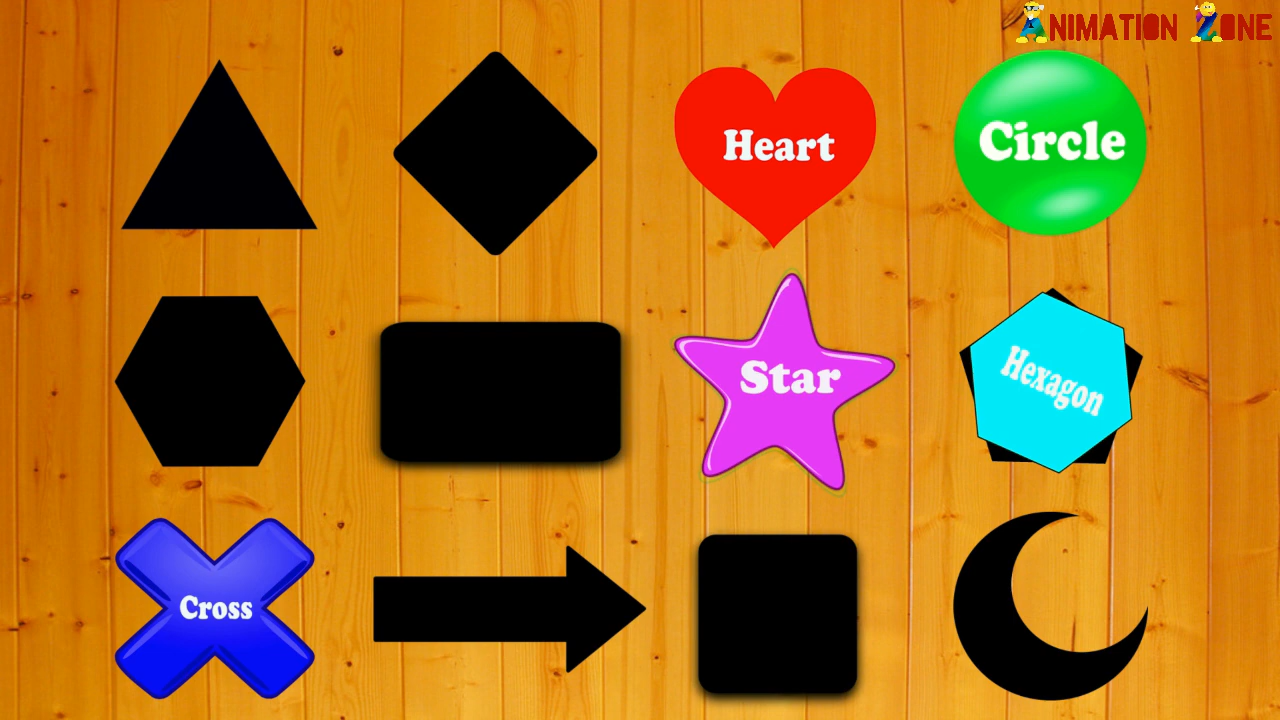 Animation Zone
Heart
Circle
Star
Hexagon
Cross